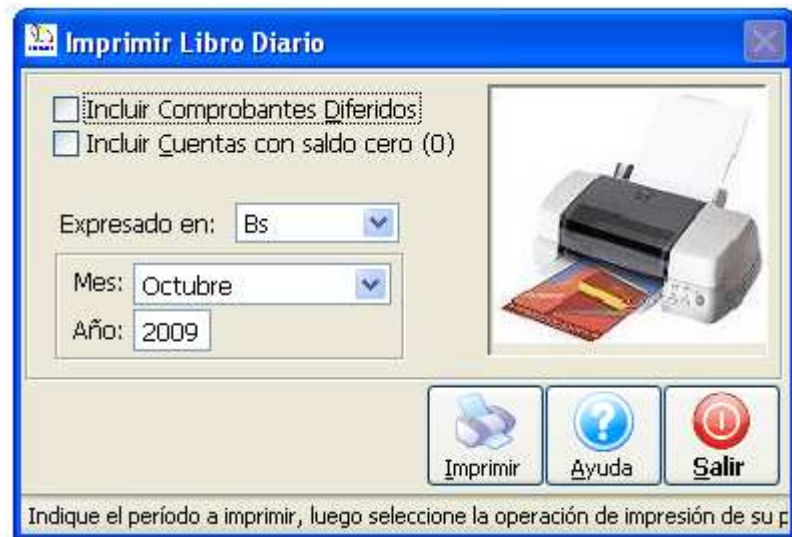 Imprimir Libro Diario
Incluir Comprobantes Diferidos
Incluir Cuentas con saldo cero (0)
Expresado en: Bs
Mes: Octubre
Año: 2009
Imprimir Ayuda Salir
Indique el período a imprimir, luego seleccione la operación de impresión de su p